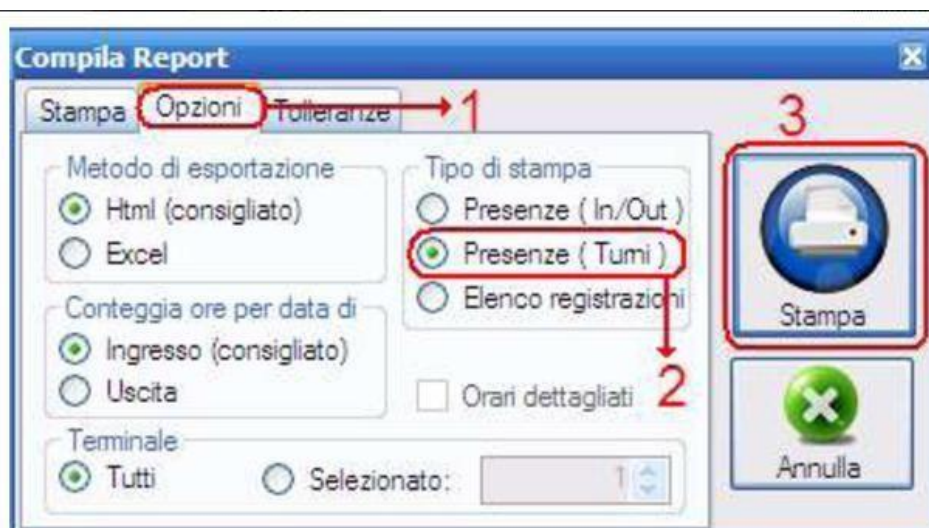 Compila Report
Stampa Opzioni Tolleranze 1
3
Metodo di esportazione
Html (consigliato)
Excel
Tipo di stampa
Presenze ( In/Out )
Presenze ( Turni )
Elenco registrazioni
Stampa
Conteggia ore per data di
Ingresso (consigliato)
Uscita
Orari dettagliati 2
Terminale
Tutti Selezionato: 1
Annulla